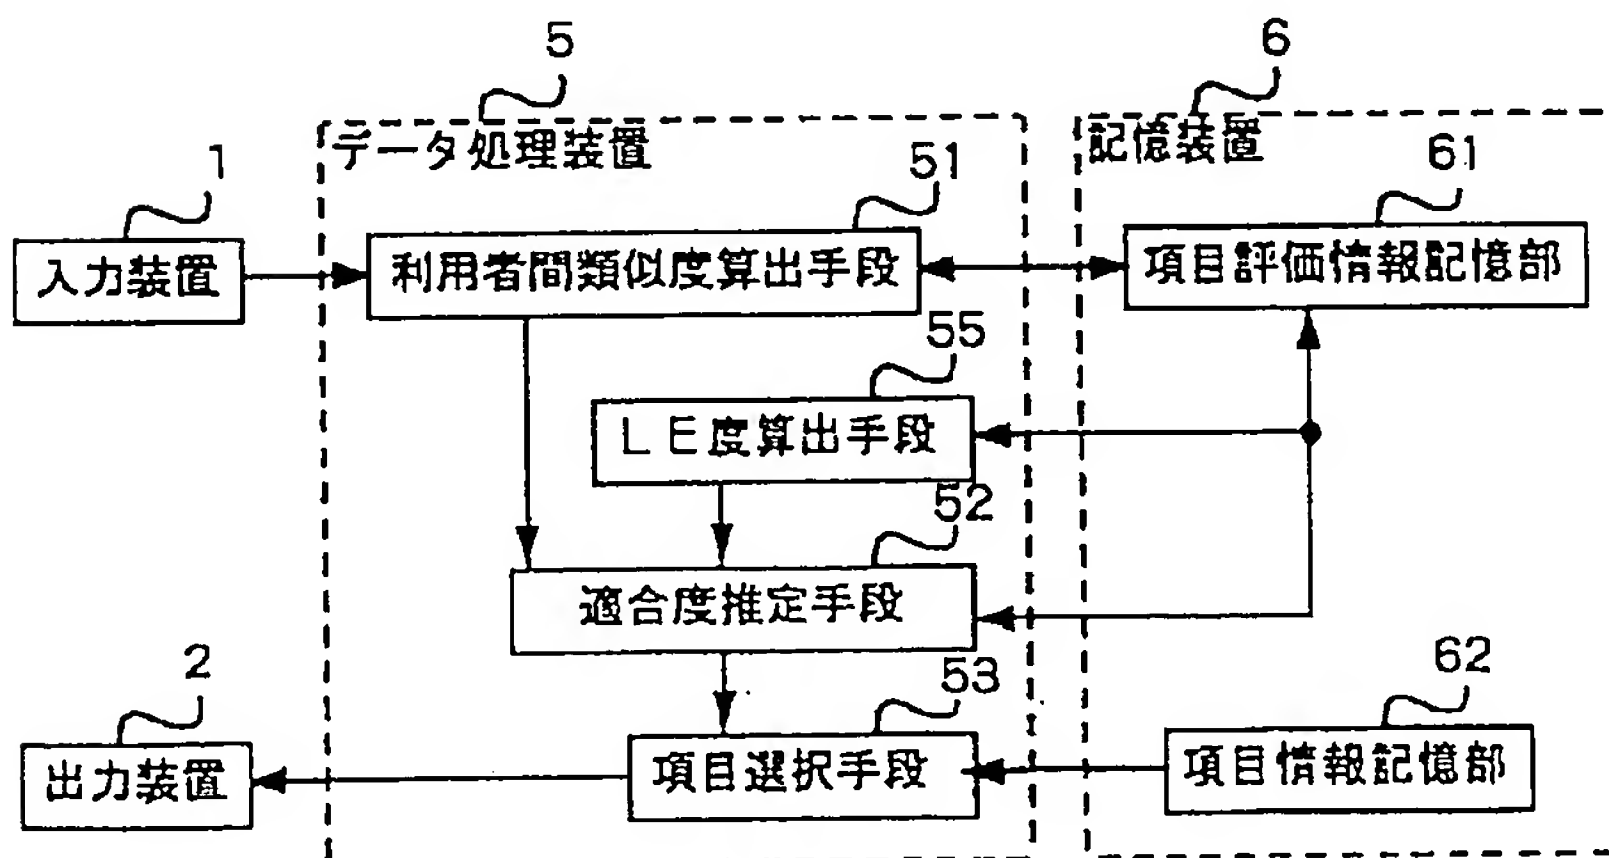 5
6
データ処理装置
記憶装置
1
51
61
入力装置
利用者間類似度算出手段
項目評価情報記憶部
55
LE度算出手段
52
適合度推定手段
2
53
62
出力装置
項目選択手段
項目情報記憶部